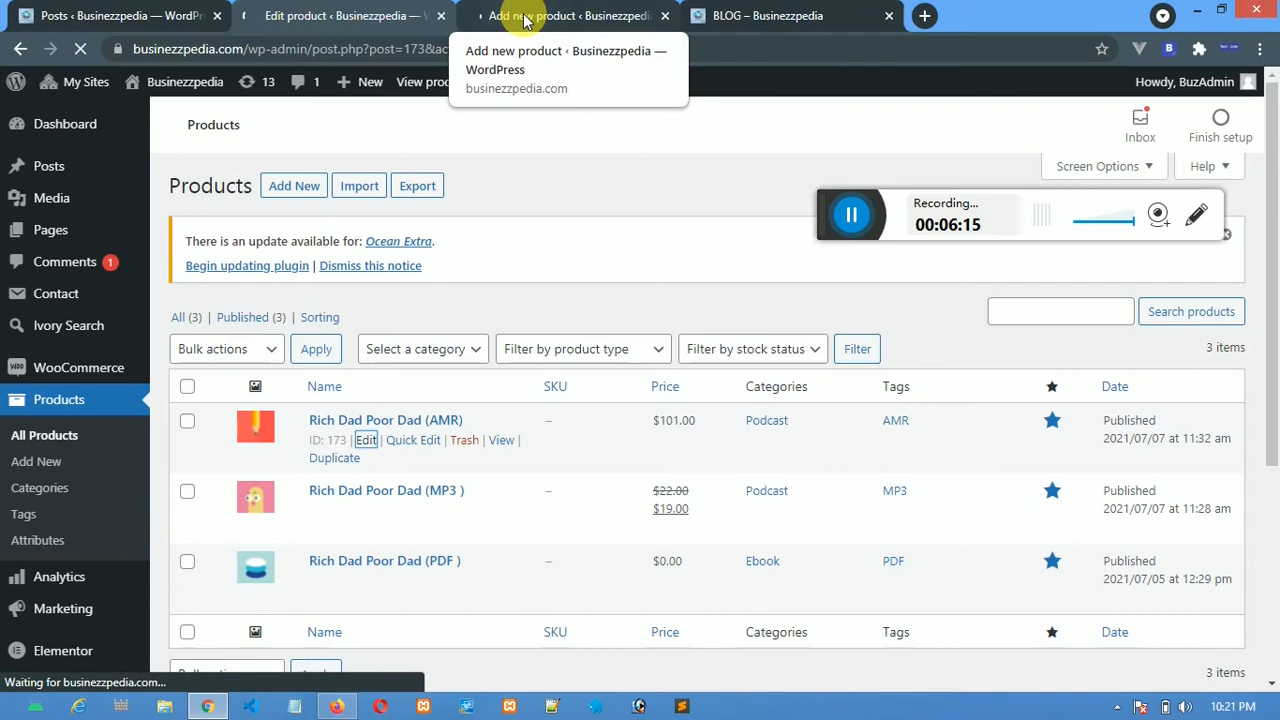 Posts ‹ Businezzpedia — WordPr
Edit product ‹ Businezzpedia — W
Add new product ‹ Businezzpedia
BLOG – Businezzpedia
businezzpedia.com/wp-admin/post.php?post=173&ac
Add new product ‹ Businezzpedia —
WordPress
businezzpedia.com
My Sites
Businezzpedia
13
1
New
View prod
Howdy, BuzAdmin
Dashboard
Posts
Media
Pages
Comments 1
Contact
Ivory Search
WooCommerce
Products
All Products
Add New
Categories
Tags
Attributes
Analytics
Marketing
Elementor
Products
Inbox
Finish setup
Screen Options
Help
Products
Add New
Import
Export
Recording...
00:06:15
There is an update available for: Ocean Extra.
Begin updating plugin | Dismiss this notice
All (3) | Published (3) | Sorting
Search products
Bulk actions
Apply
Select a category
Filter by product type
Filter by stock status
Filter
3 items
Name
SKU
Price
Categories
Tags
Date
Rich Dad Poor Dad (AMR)
ID: 173 | Edit | Quick Edit | Trash | View |
Duplicate
–
$101.00
Podcast
AMR
Published
2021/07/07 at 11:32 am
Rich Dad Poor Dad (MP3 )
–
$22.00
$19.00
Podcast
MP3
Published
2021/07/07 at 11:28 am
Rich Dad Poor Dad (PDF )
–
$0.00
Ebook
PDF
Published
2021/07/05 at 12:29 pm
Name
SKU
Price
Categories
Tags
Date
3 items
Waiting for businezzpedia.com...
10:21 PM